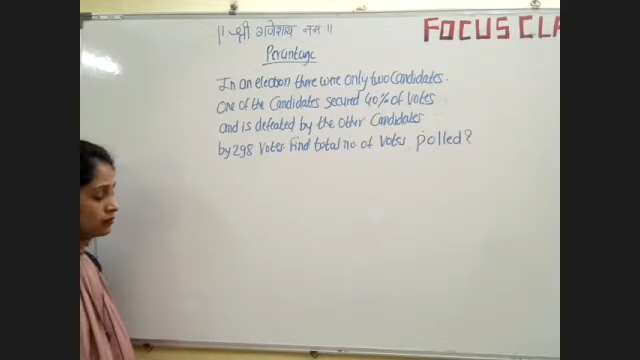 || श्री गणेशाय नमः ||
FOCUS CLA
Percentage
In an election there were only two Candidates.
One of the Candidates secured 40% of Votes
and is defeated by the other Candidates
by 298 Votes find total no of Votes polled?